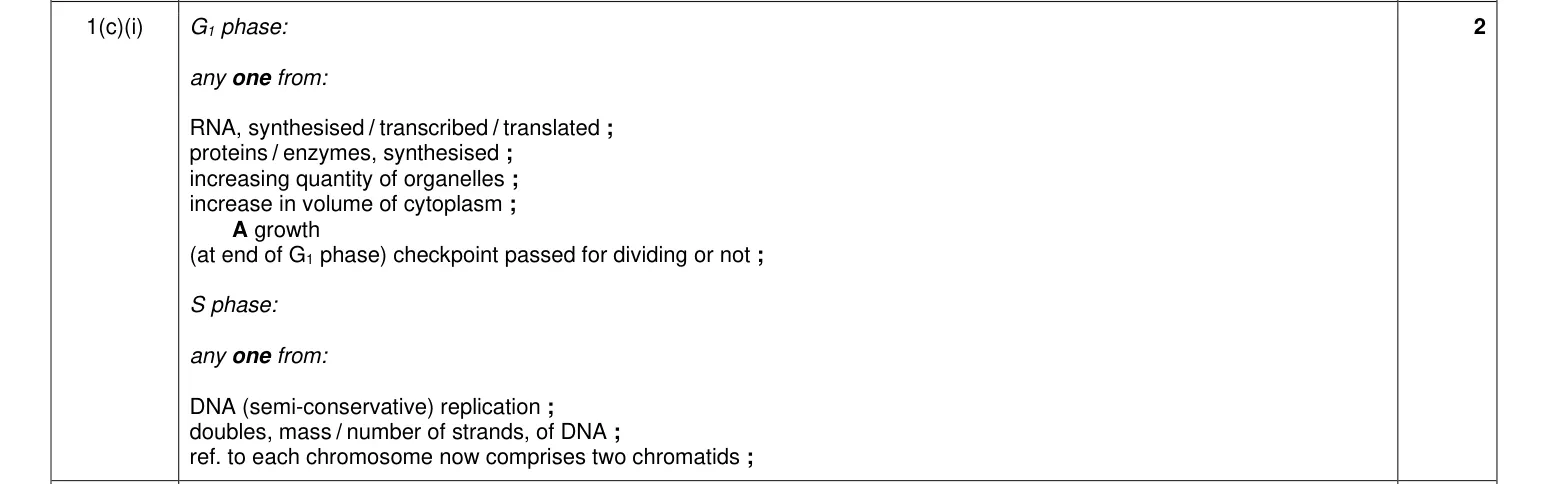 1(c)(i)
G₁ phase:
2
any one from:
RNA, synthesised / transcribed / translated ;
proteins / enzymes, synthesised ;
increasing quantity of organelles ;
increase in volume of cytoplasm ;
A growth
(at end of G₁ phase) checkpoint passed for dividing or not ;
S phase:
any one from:
DNA (semi-conservative) replication ;
doubles, mass / number of strands, of DNA ;
ref. to each chromosome now comprises two chromatids ;